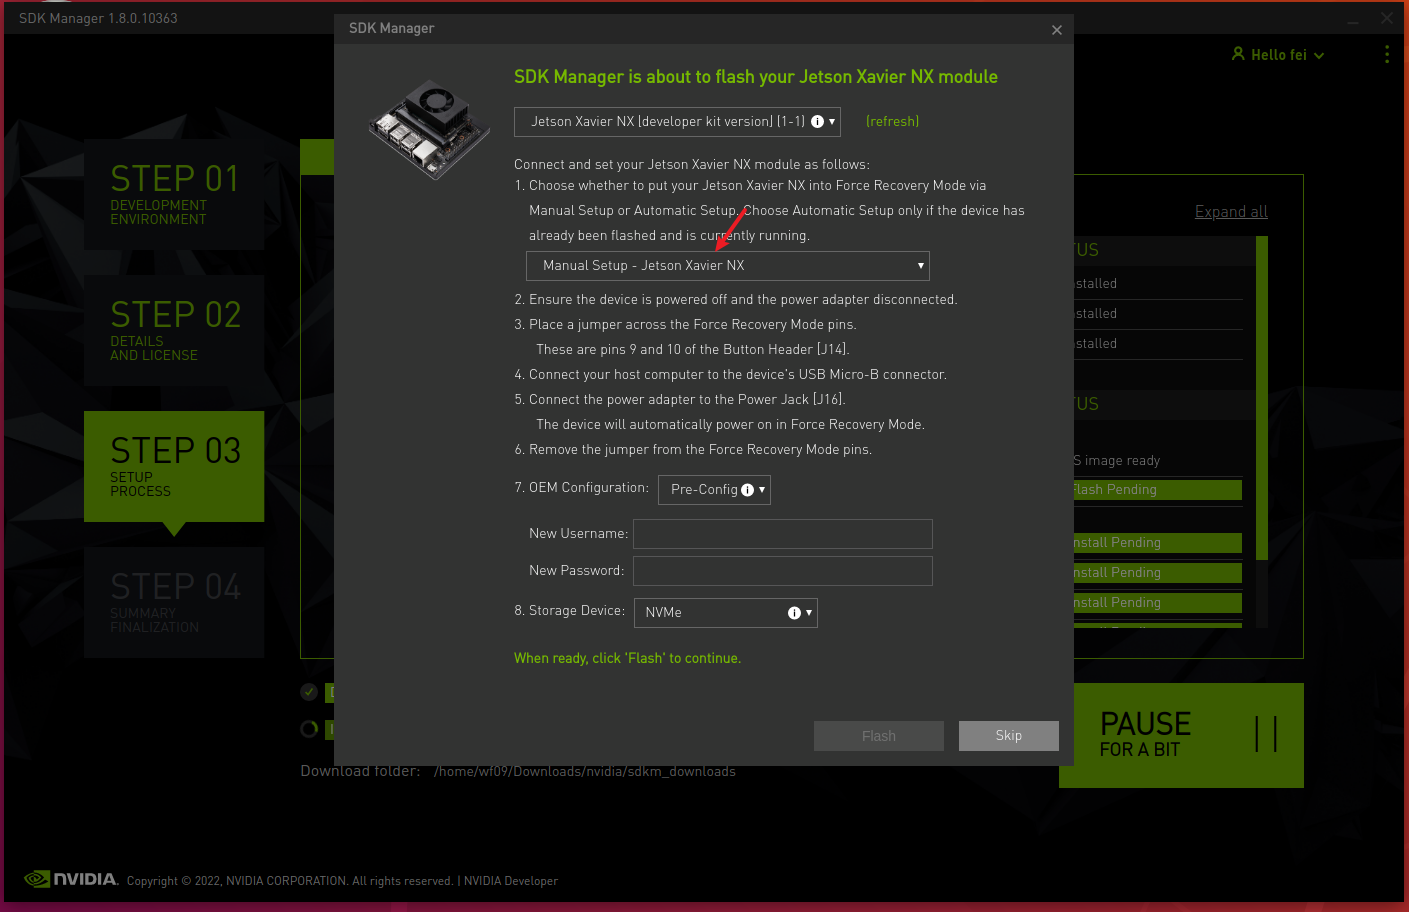 SDK Manager 1.8.0.10363
SDK Manager
Hello fei
SDK Manager is about to flash your Jetson Xavier NX module
Jetson Xavier NX [developer kit version] [1-1]
(refresh)
Connect and set your Jetson Xavier NX module as follows:
1. Choose whether to put your Jetson Xavier NX into Force Recovery Mode via
Manual Setup or Automatic Setup. Choose Automatic Setup only if the device has
already been flashed and is currently running.
Manual Setup - Jetson Xavier NX
2. Ensure the device is powered off and the power adapter disconnected.
3. Place a jumper across the Force Recovery Mode pins.
These are pins 9 and 10 of the Button Header [J14].
4. Connect your host computer to the device's USB Micro-B connector.
5. Connect the power adapter to the Power Jack [J16].
The device will automatically power on in Force Recovery Mode.
6. Remove the jumper from the Force Recovery Mode pins.
7. OEM Configuration:
Pre-Config
New Username:
New Password:
8. Storage Device:
NVMe
When ready, click 'Flash' to continue.
Flash
Skip
STEP 01
DEVELOPMENT
ENVIRONMENT
STEP 02
DETAILS
AND LICENSE
STEP 03
SETUP
PROCESS
STEP 04
SUMMARY
FINALIZATION
Expand all
TUS
stalled
stalled
stalled
TUS
S image ready
Flash Pending
nstall Pending
nstall Pending
nstall Pending
PAUSE
FOR A BIT
Download folder: /home/wf09/Downloads/nvidia/sdkm_downloads
NVIDIA. Copyright © 2022, NVIDIA CORPORATION. All rights reserved. | NVIDIA Developer